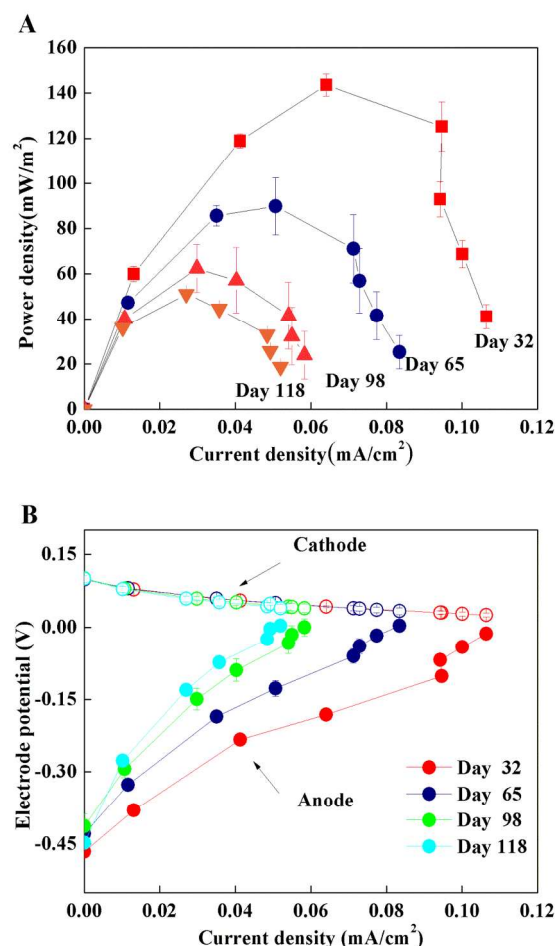 A
160
140
120
100
80
60
40
20
0
Power density(mW/m²)
Day 32
Day 65
Day 98
Day 118
0.00 0.02 0.04 0.06 0.08 0.10 0.12
Current density(mA/cm²)
B
0.15
0.00
-0.15
-0.30
-0.45
Electrode potential (V)
Cathode
Anode
Day 32
Day 65
Day 98
Day 118
0.00 0.02 0.04 0.06 0.08 0.10 0.12
Current density (mA/cm²)